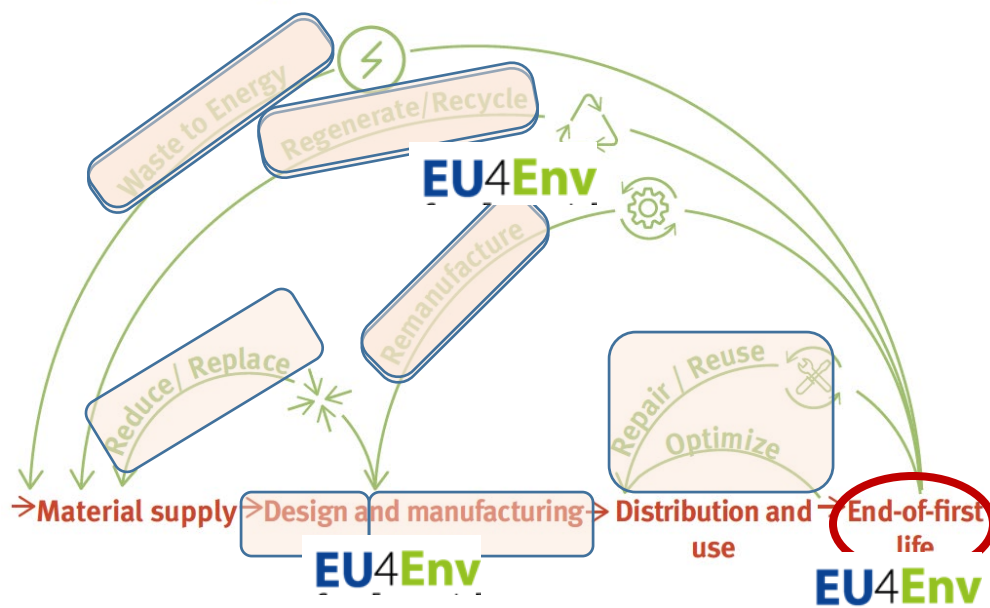 Waste to Energy
Regenerate/Recycle
EU4Env
Remanufacture
Reduce/ Replace
Repair / Reuse
Optimize
Material supply
Design and manufacturing
Distribution and
use
End-of-first
life
EU4Env
EU4Env